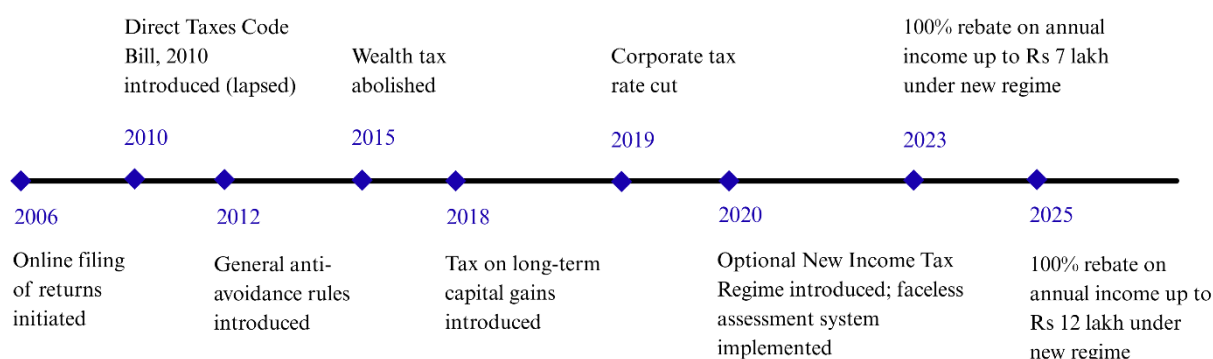 Direct Taxes Code
Bill, 2010
introduced (lapsed)
2010
Wealth tax
abolished
2015
Corporate tax
rate cut
2019
100% rebate on annual
income up to Rs 7 lakh
under new regime
2023
2006
Online filing
of returns
initiated
2012
General anti-
avoidance rules
introduced
2018
Tax on long-term
capital gains
introduced
2020
Optional New Income Tax
Regime introduced; faceless
assessment system
implemented
2025
100% rebate on
annual income up to
Rs 12 lakh under
new regime